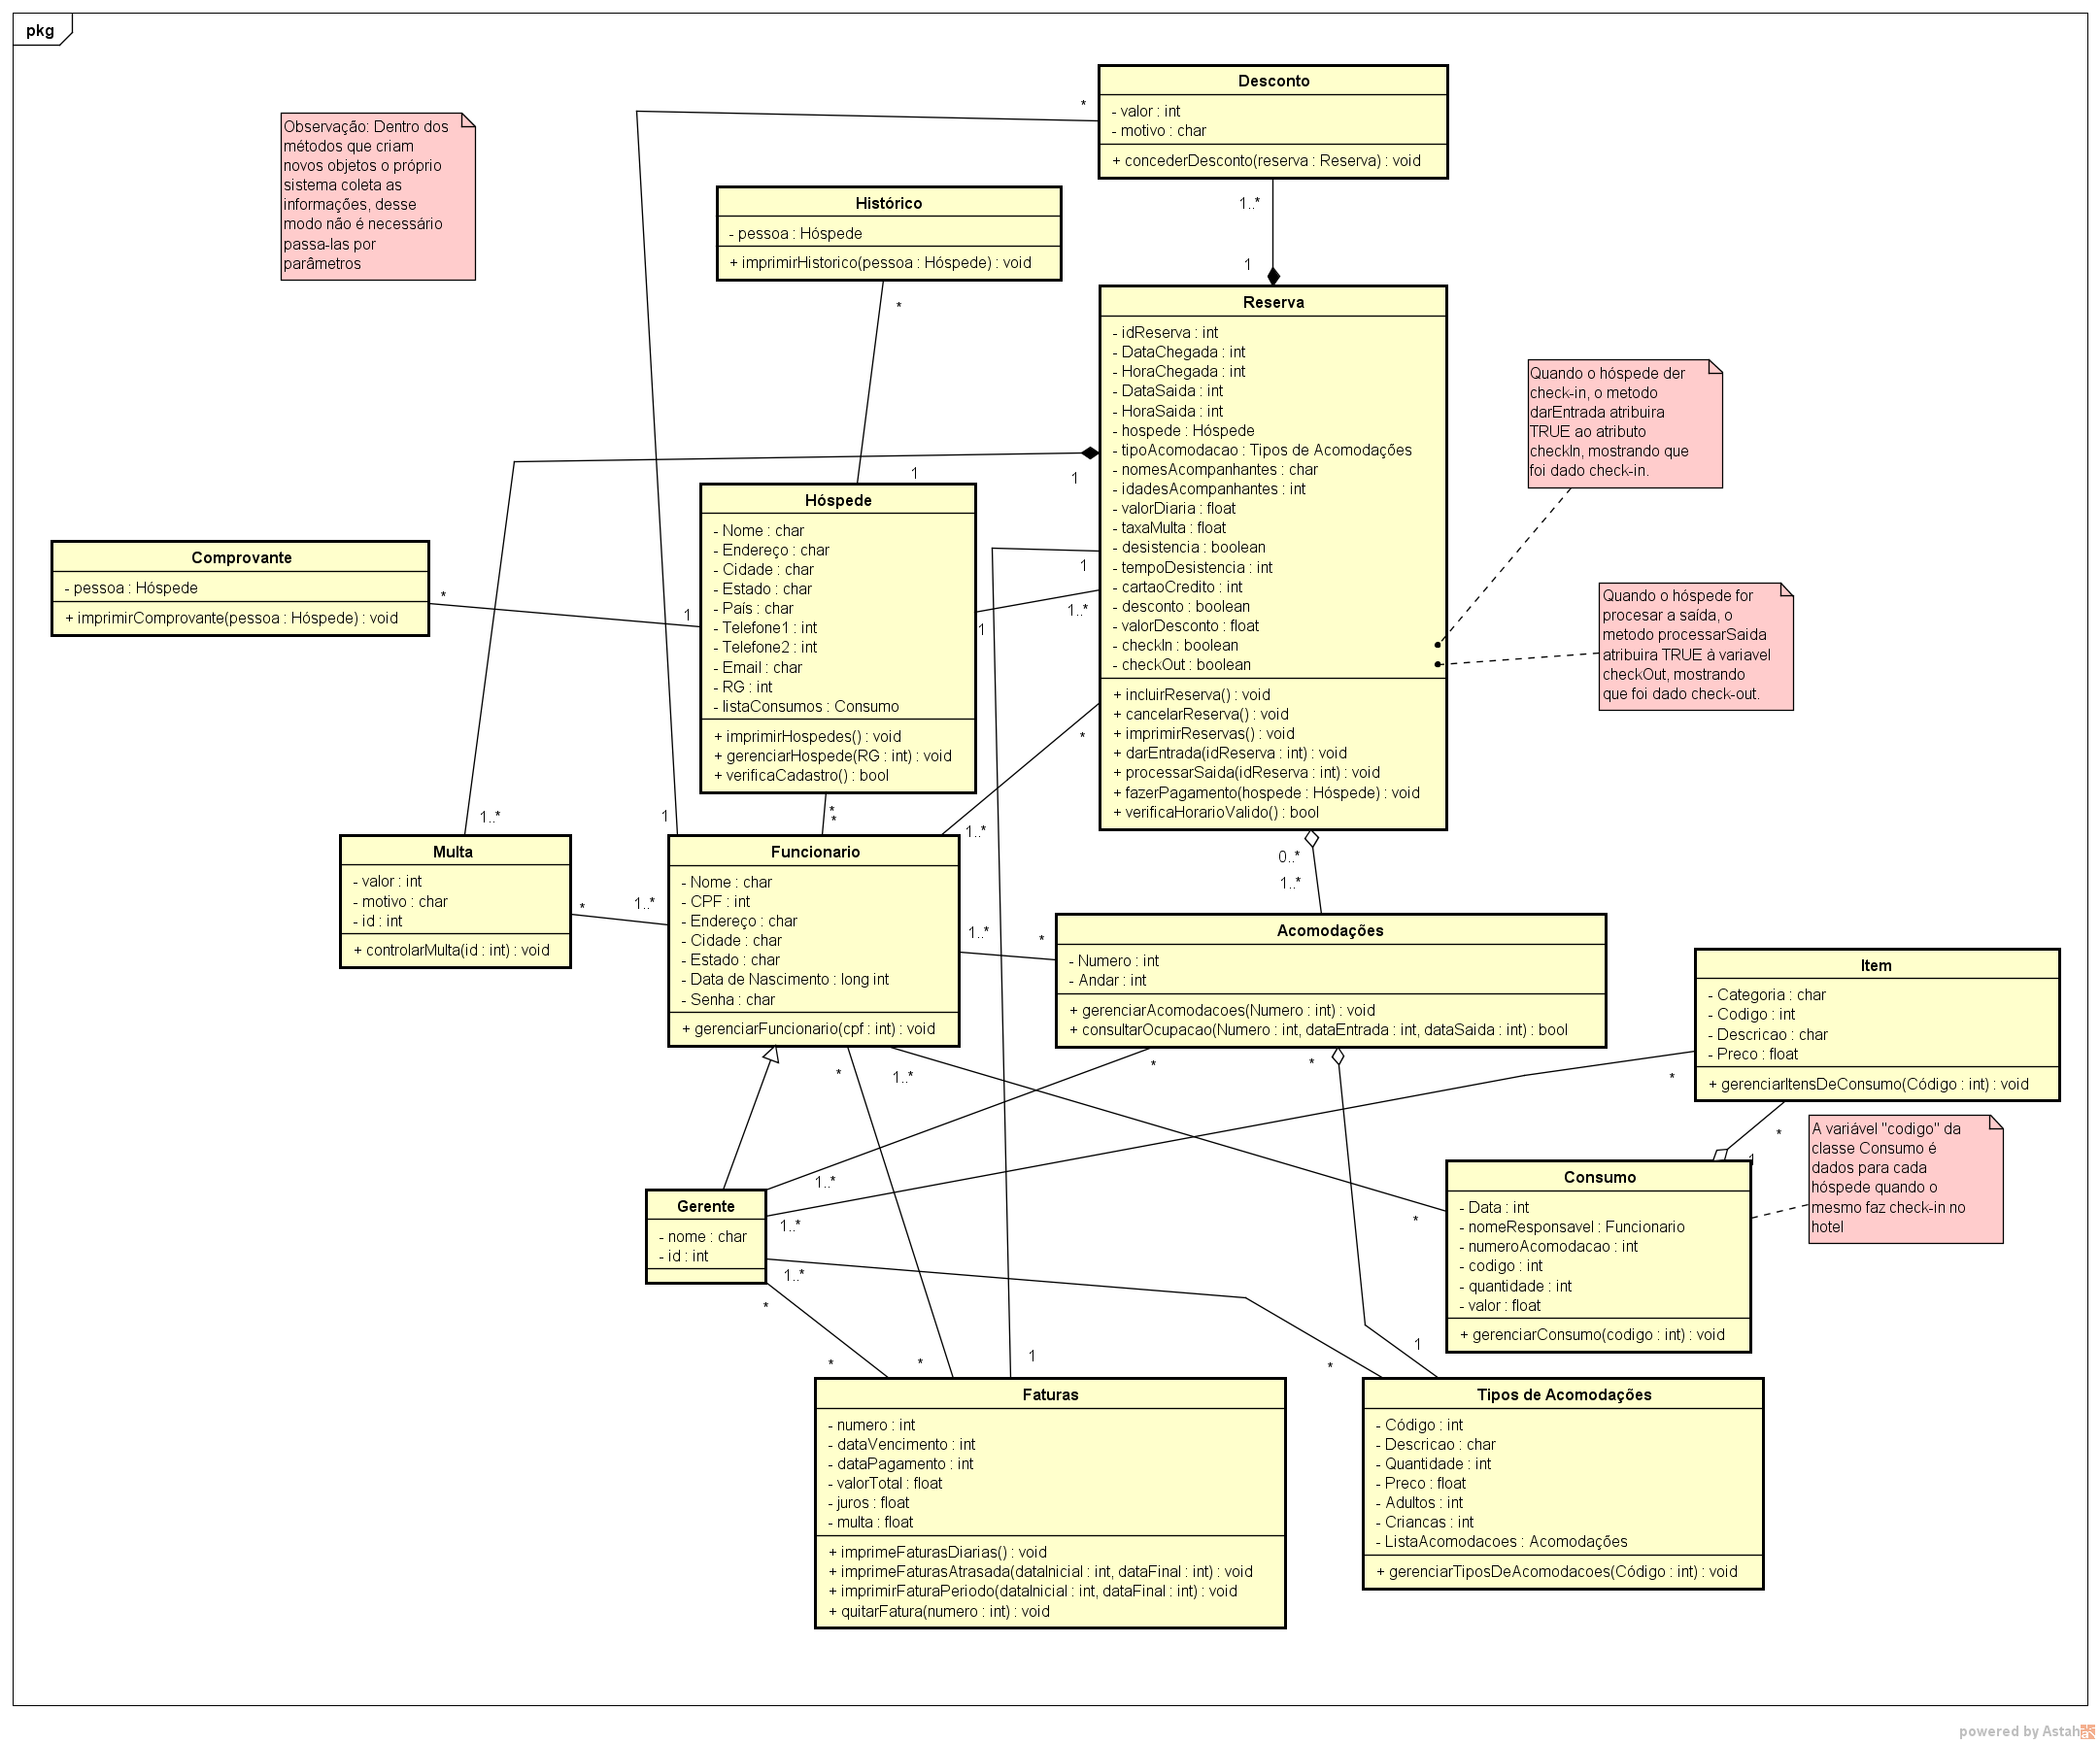 pkg
Desconto
- valor : int
- motivo : char
+ concederDesconto(reserva : Reserva) : void
*
1..*
1
Observação: Dentro dos
métodos que criam
novos objetos o próprio
sistema coleta as
informações, desse
modo não é necessário
passa-las por
parâmetros
Histórico
- pessoa : Hóspede
+ imprimirHistorico(pessoa : Hóspede) : void
*
1
Reserva
- idReserva : int
- DataChegada : int
- HoraChegada : int
- DataSaida : int
- HoraSaida : int
- hospede : Hóspede
- tipoAcomodacao : Tipos de Acomodações
- nomesAcompanhantes : char
- idadesAcompanhantes : int
- valorDiaria : float
- taxaMulta : float
- desistencia : boolean
- tempoDesistencia : int
- cartaoCredito : int
- desconto : boolean
- valorDesconto : float
- checkIn : boolean
- checkOut : boolean
+ incluirReserva() : void
+ cancelarReserva() : void
+ imprimirReservas() : void
+ darEntrada(idReserva : int) : void
+ processarSaida(idReserva : int) : void
+ fazerPagamento(hospede : Hóspede) : void
+ verificaHorarioValido() : bool
1
1
1..*
*
0..*
1..*
Quando o hóspede der
check-in, o metodo
darEntrada atribuira
TRUE ao atributo
checkIn, mostrando que
foi dado check-in.
Quando o hóspede for
procesar a saída, o
metodo processarSaida
atribuira TRUE à variavel
checkOut, mostrando
que foi dado check-out.
Hóspede
- Nome : char
- Endereço : char
- Cidade : char
- Estado : char
- País : char
- Telefone1 : int
- Telefone2 : int
- Email : char
- RG : int
- listaConsumos : Consumo
+ imprimirHospedes() : void
+ gerenciarHospede(RG : int) : void
+ verificaCadastro() : bool
1
1
*
*
Comprovante
- pessoa : Hóspede
+ imprimirComprovante(pessoa : Hóspede) : void
*
Multa
- valor : int
- motivo : char
- id : int
+ controlarMulta(id : int) : void
1..*
*
1..*
Funcionario
- Nome : char
- CPF : int
- Endereço : char
- Cidade : char
- Estado : char
- Data de Nascimento : long int
- Senha : char
+ gerenciarFuncionario(cpf : int) : void
1
1..*
1..*
*
*
1..*
Acomodações
- Numero : int
- Andar : int
+ gerenciarAcomodacoes(Numero : int) : void
+ consultarOcupacao(Numero : int, dataEntrada : int, dataSaida : int) : bool
*
*
Item
- Categoria : char
- Codigo : int
- Descricao : char
- Preco : float
+ gerenciarItensDeConsumo(Código : int) : void
*
*
1
A variável "codigo" da
classe Consumo é
dados para cada
hóspede quando o
mesmo faz check-in no
hotel
Consumo
- Data : int
- nomeResponsavel : Funcionario
- numeroAcomodacao : int
- codigo : int
- quantidade : int
- valor : float
+ gerenciarConsumo(codigo : int) : void
*
Gerente
- nome : char
- id : int
1..*
1..*
1..*
*
Faturas
- numero : int
- dataVencimento : int
- dataPagamento : int
- valorTotal : float
- juros : float
- multa : float
+ imprimeFaturasDiarias() : void
+ imprimeFaturasAtrasada(dataInicial : int, dataFinal : int) : void
+ imprimirFaturaPeriodo(dataInicial : int, dataFinal : int) : void
+ quitarFatura(numero : int) : void
*
*
1
Tipos de Acomodações
- Código : int
- Descricao : char
- Quantidade : int
- Preco : float
- Adultos : int
- Criancas : int
- ListaAcomodacoes : Acomodações
+ gerenciarTiposDeAcomodacoes(Código : int) : void
*
1
powered by Astah